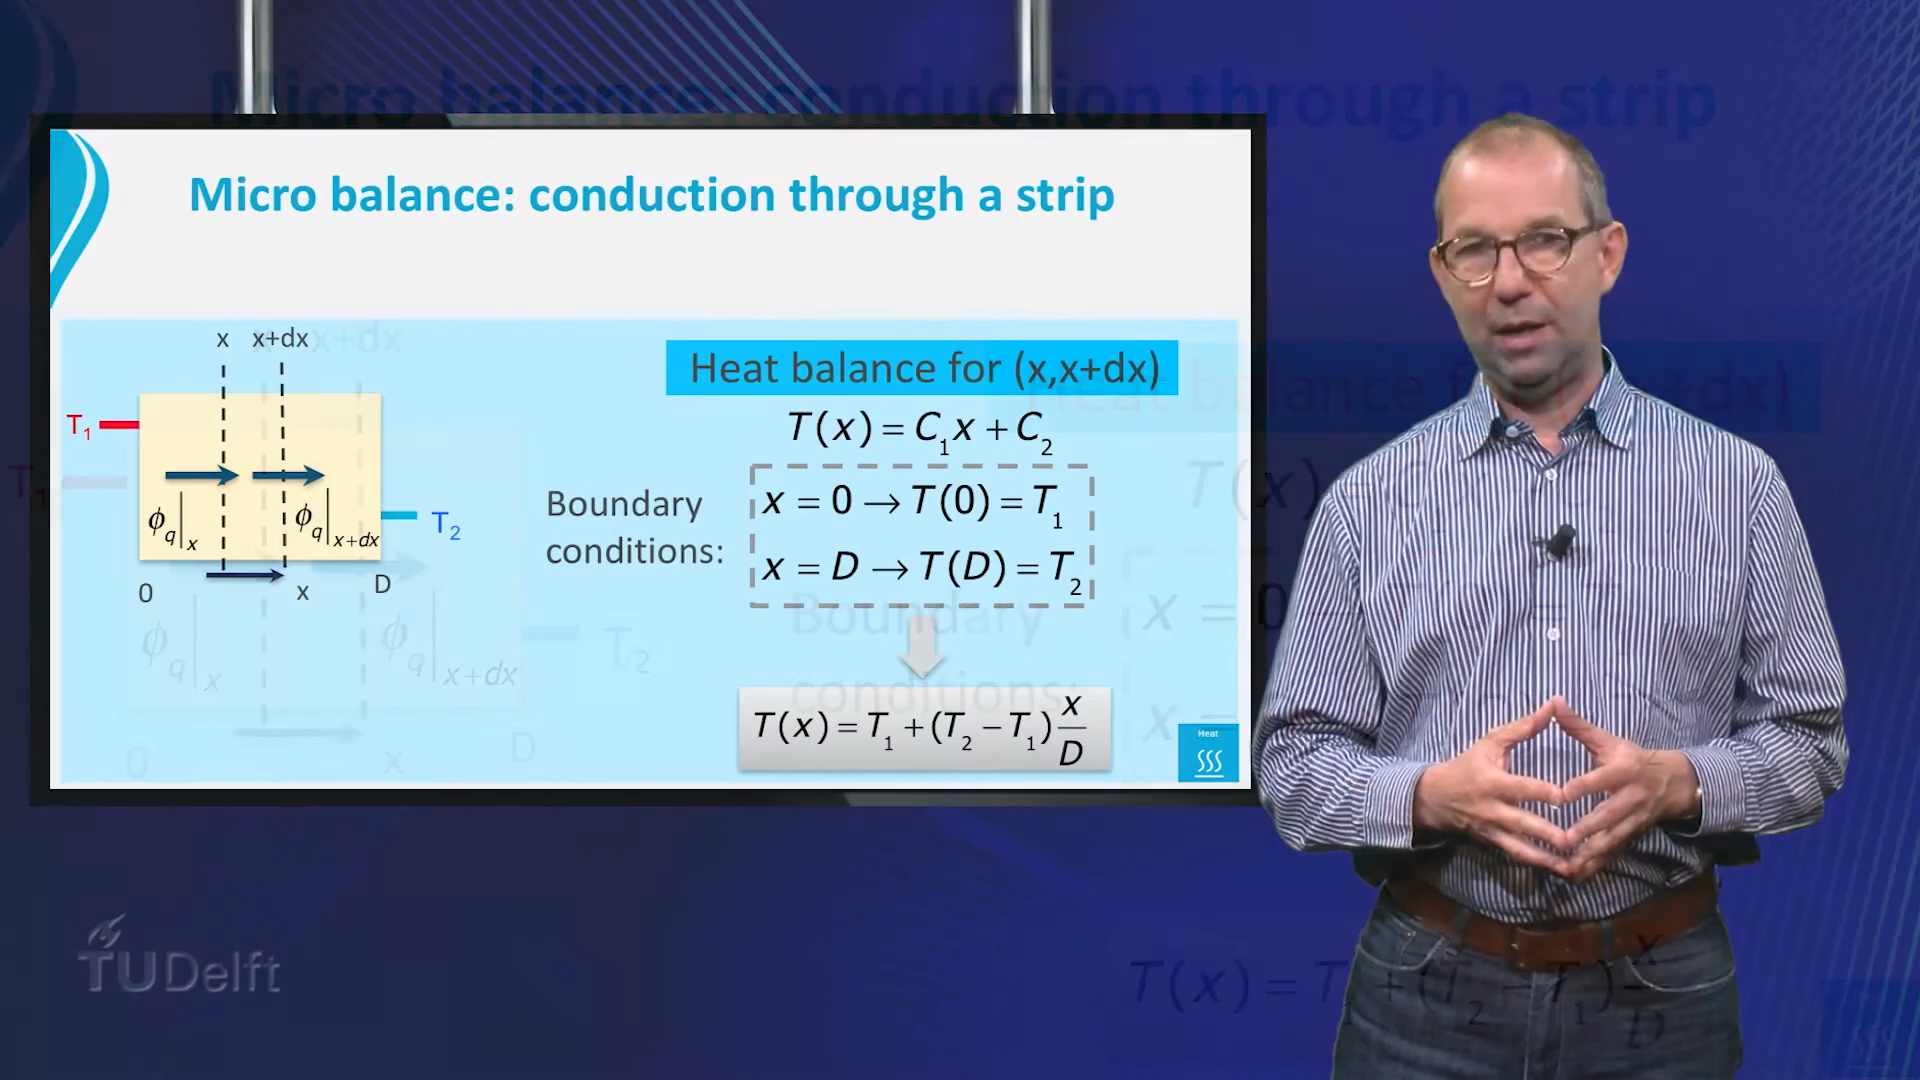 Micro balance: conduction through a strip
x x+dx
Heat balance for (x,x+dx)
T(x) = C₁x + C₂
T₁
Boundary
conditions:
x = 0 → T(0) = T₁
x = D → T(D) = T₂
ϕq|x ϕq|x+dx
T₂
0 x D
T(x) = T₁ + (T₂ − T₁) x/D
Heat
TUDelft